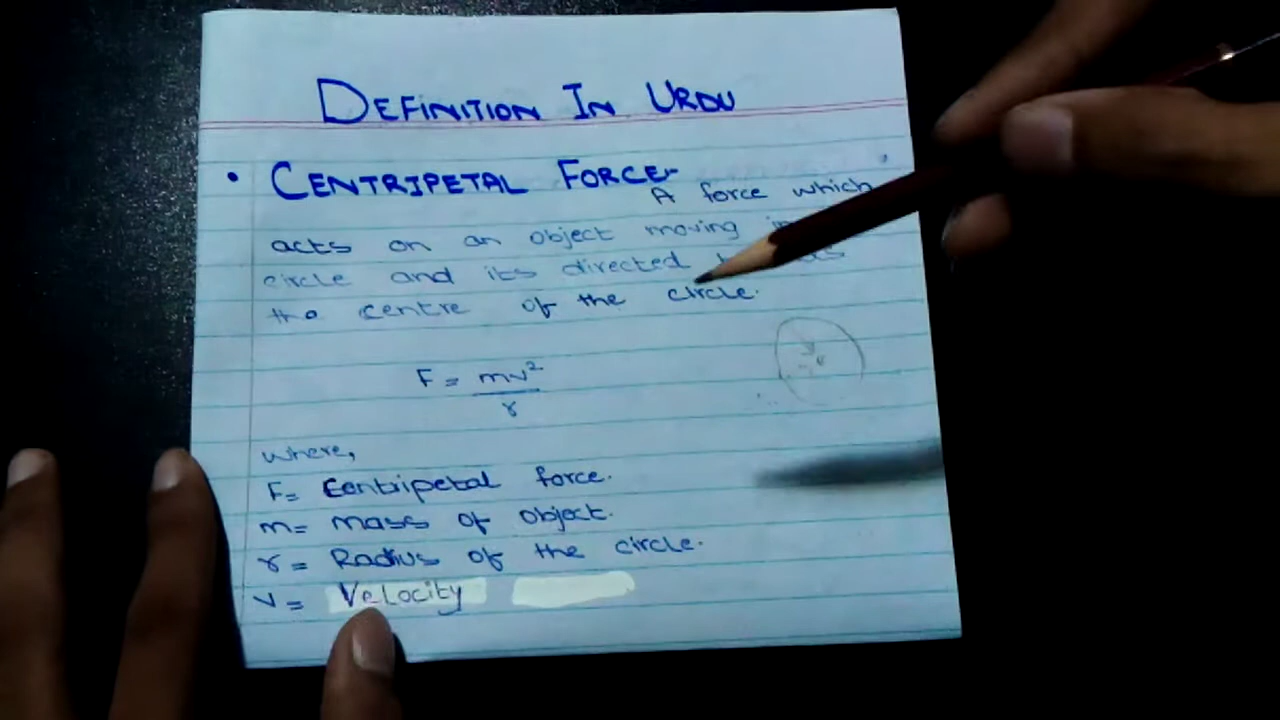 DEFINITION IN URDU
• CENTRIPETAL FORCE-
A force which
acts on an object moving in
circle and its directed
the centre of the circle.
F = mv²
r
where,
F= Centripetal force.
m= mass of object.
r = Radius of the circle.
v = Velocity